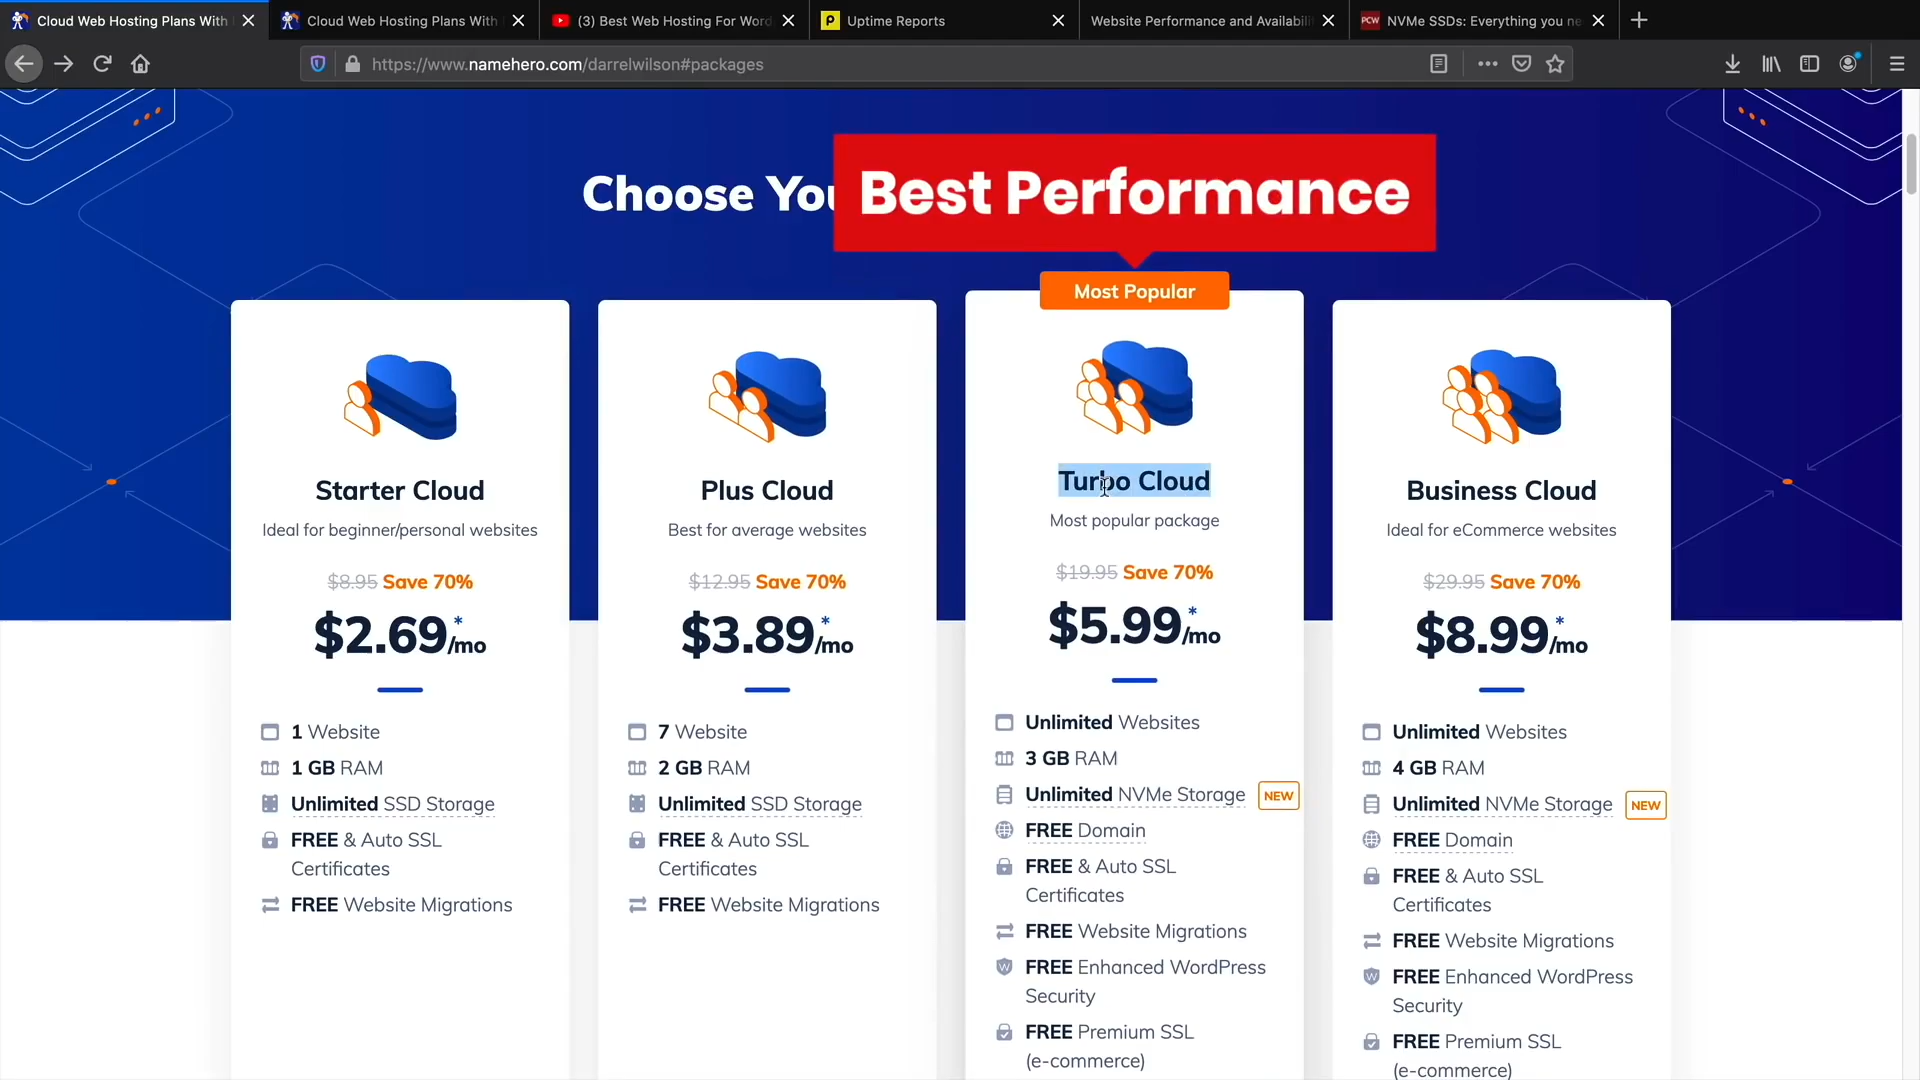 Cloud Web Hosting Plans With
Cloud Web Hosting Plans With
(3) Best Web Hosting For Word
Uptime Reports
Website Performance and Availabili
PCW NVMe SSDs: Everything you ne
https://www.namehero.com/darrelwilson#packages
Choose You
Best Performance
Most Popular
Starter Cloud
Ideal for beginner/personal websites
$8.95 Save 70%
$2.69*/mo
1 Website
1 GB RAM
Unlimited SSD Storage
FREE & Auto SSL
Certificates
FREE Website Migrations
Plus Cloud
Best for average websites
$12.95 Save 70%
$3.89*/mo
7 Website
2 GB RAM
Unlimited SSD Storage
FREE & Auto SSL
Certificates
FREE Website Migrations
Turbo Cloud
Most popular package
$19.95 Save 70%
$5.99*/mo
Unlimited Websites
3 GB RAM
Unlimited NVMe Storage NEW
FREE Domain
FREE & Auto SSL
Certificates
FREE Website Migrations
FREE Enhanced WordPress
Security
FREE Premium SSL
(e-commerce)
Business Cloud
Ideal for eCommerce websites
$29.95 Save 70%
$8.99*/mo
Unlimited Websites
4 GB RAM
Unlimited NVMe Storage NEW
FREE Domain
FREE & Auto SSL
Certificates
FREE Website Migrations
FREE Enhanced WordPress
Security
FREE Premium SSL
(e-commerce)